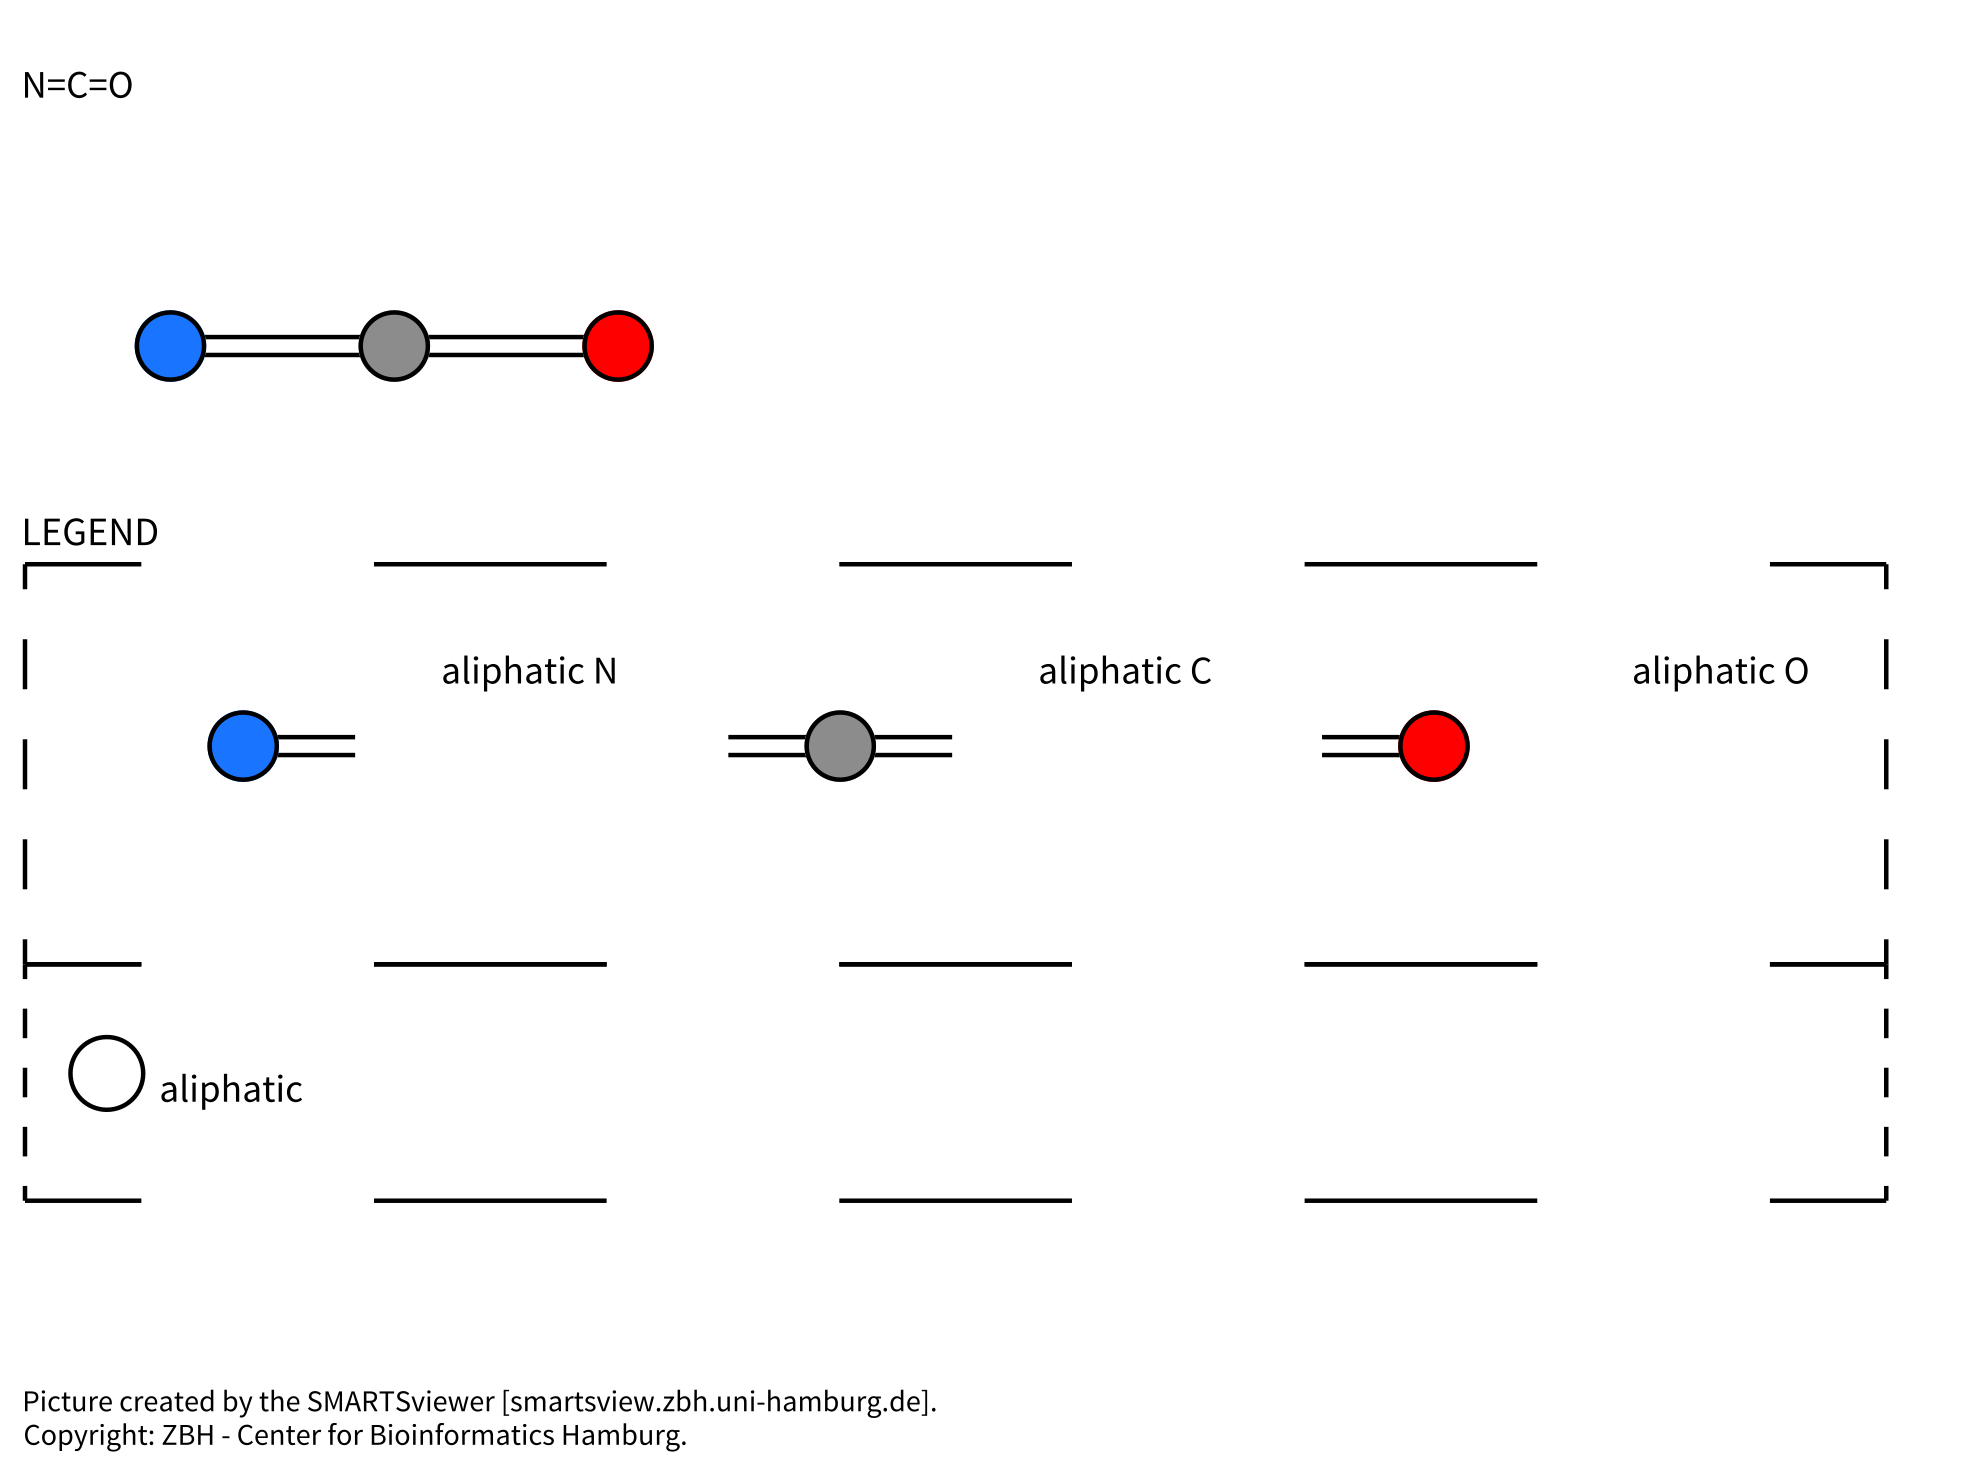 N=C=O
LEGEND
aliphatic N
aliphatic C
aliphatic O
aliphatic
Picture created by the SMARTSviewer [smartsview.zbh.uni-hamburg.de].
Copyright: ZBH - Center for Bioinformatics Hamburg.